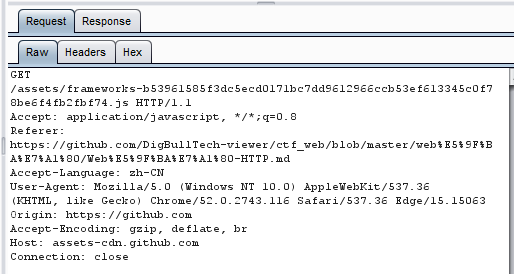 Request Response
Raw Headers Hex
GET
/assets/frameworks-b53961585f3dc5ecd0171bc7dd9612966ccb53ef613345c0f7
8be6f4fb2fbf74.js HTTP/1.1
Accept: application/javascript, */*;q=0.8
Referer:
https://github.com/DigBullTech-viewer/ctf_web/blob/master/web%E5%9F%B
A%E7%A1%80/Web%E5%9F%BA%E7%A1%80-HTTP.md
Accept-Language: zh-CN
User-Agent: Mozilla/5.0 (Windows NT 10.0) AppleWebKit/537.36
(KHTML, like Gecko) Chrome/52.0.2743.116 Safari/537.36 Edge/15.15063
Origin: https://github.com
Accept-Encoding: gzip, deflate, br
Host: assets-cdn.github.com
Connection: close